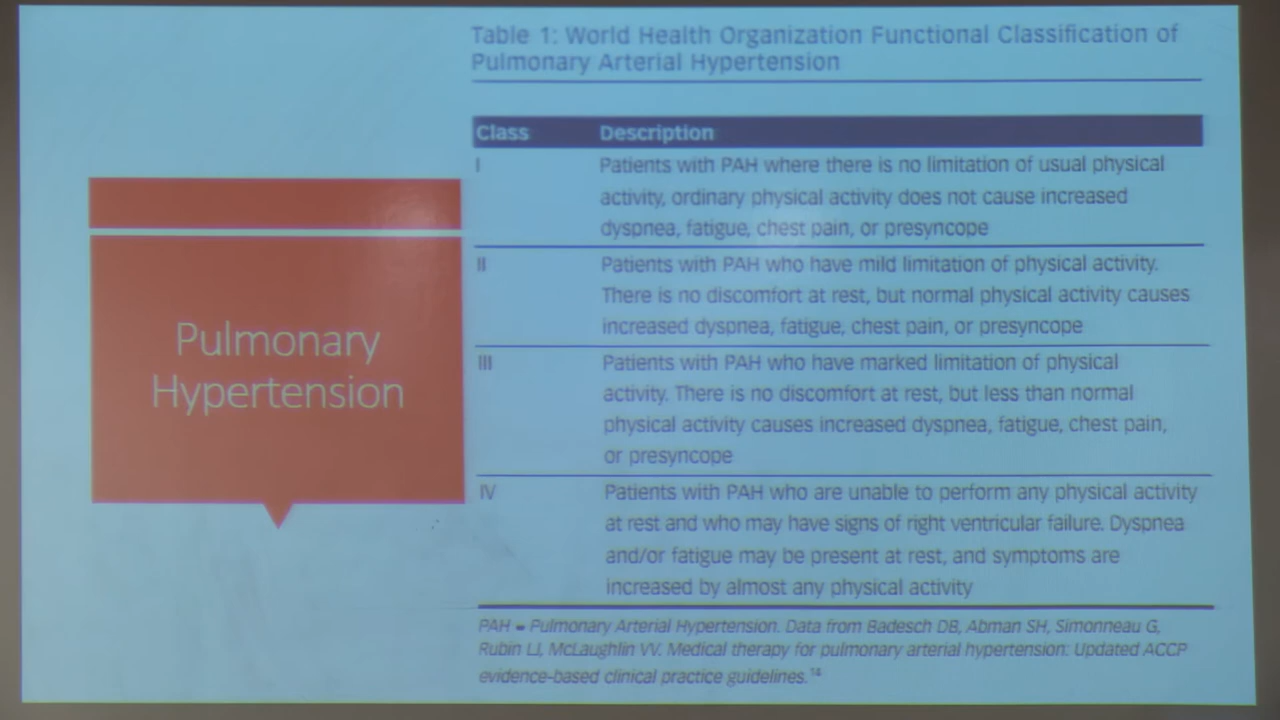 Table 1: World Health Organization Functional Classification of
Pulmonary Arterial Hypertension
Class Description
I Patients with PAH where there is no limitation of usual physical
activity, ordinary physical activity does not cause increased
dyspnea, fatigue, chest pain, or presyncope
II Patients with PAH who have mild limitation of physical activity.
There is no discomfort at rest, but normal physical activity causes
increased dyspnea, fatigue, chest pain, or presyncope
III Patients with PAH who have marked limitation of physical
activity. There is no discomfort at rest, but less than normal
physical activity causes increased dyspnea, fatigue, chest pain,
or presyncope
IV Patients with PAH who are unable to perform any physical activity
at rest and who may have signs of right ventricular failure. Dyspnea
and/or fatigue may be present at rest, and symptoms are
increased by almost any physical activity
PAH = Pulmonary Arterial Hypertension. Data from Badesch DB, Abman SH, Simonneau G,
Rubin LJ, McLaughlin VV. Medical therapy for pulmonary arterial hypertension: Updated ACCP
evidence-based clinical practice guidelines.¹⁴
Pulmonary
Hypertension